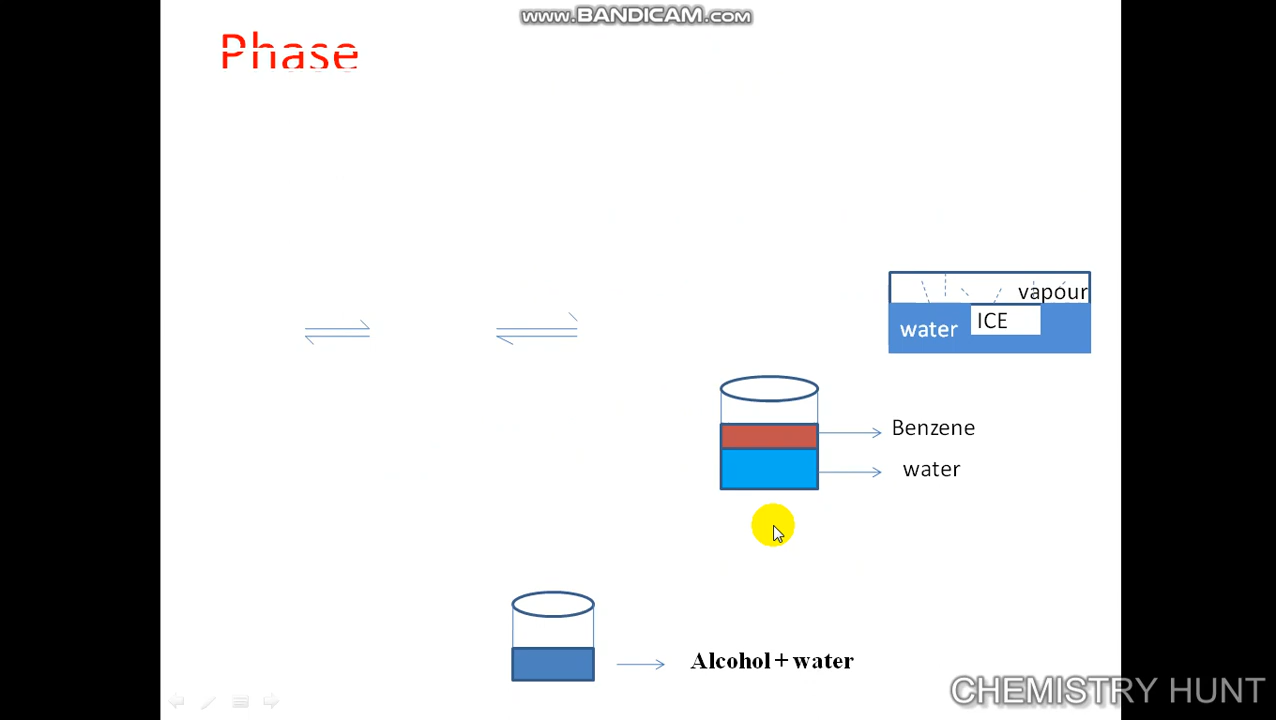 www.BANDICAM.com
Phase
vapour
water
ICE
Benzene
water
Alcohol + water
CHEMISTRY HUNT